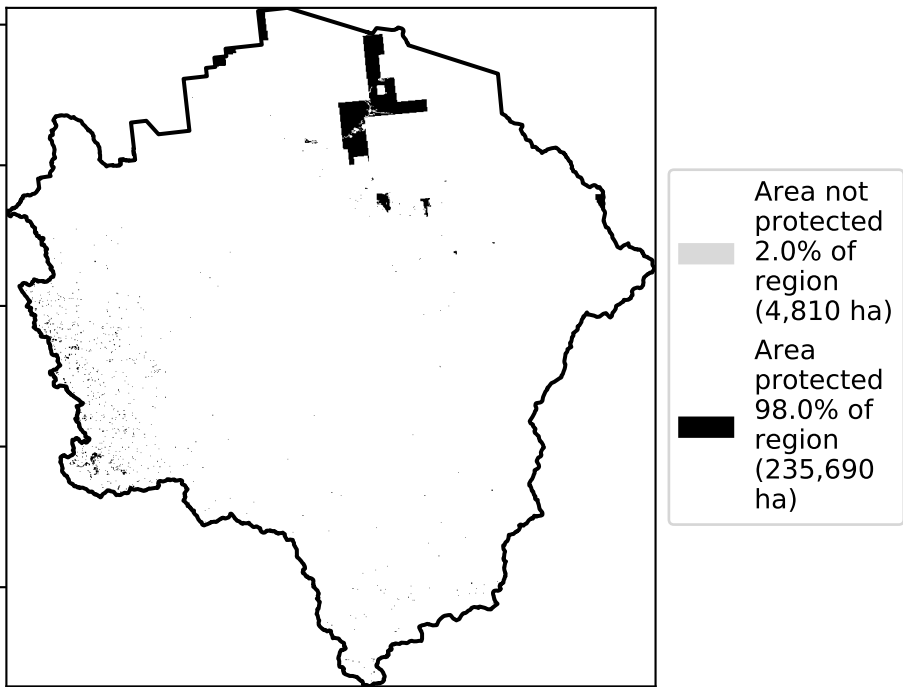 Area not
protected
2.0% of
region
(4,810 ha)
Area
protected
98.0% of
region
(235,690
ha)